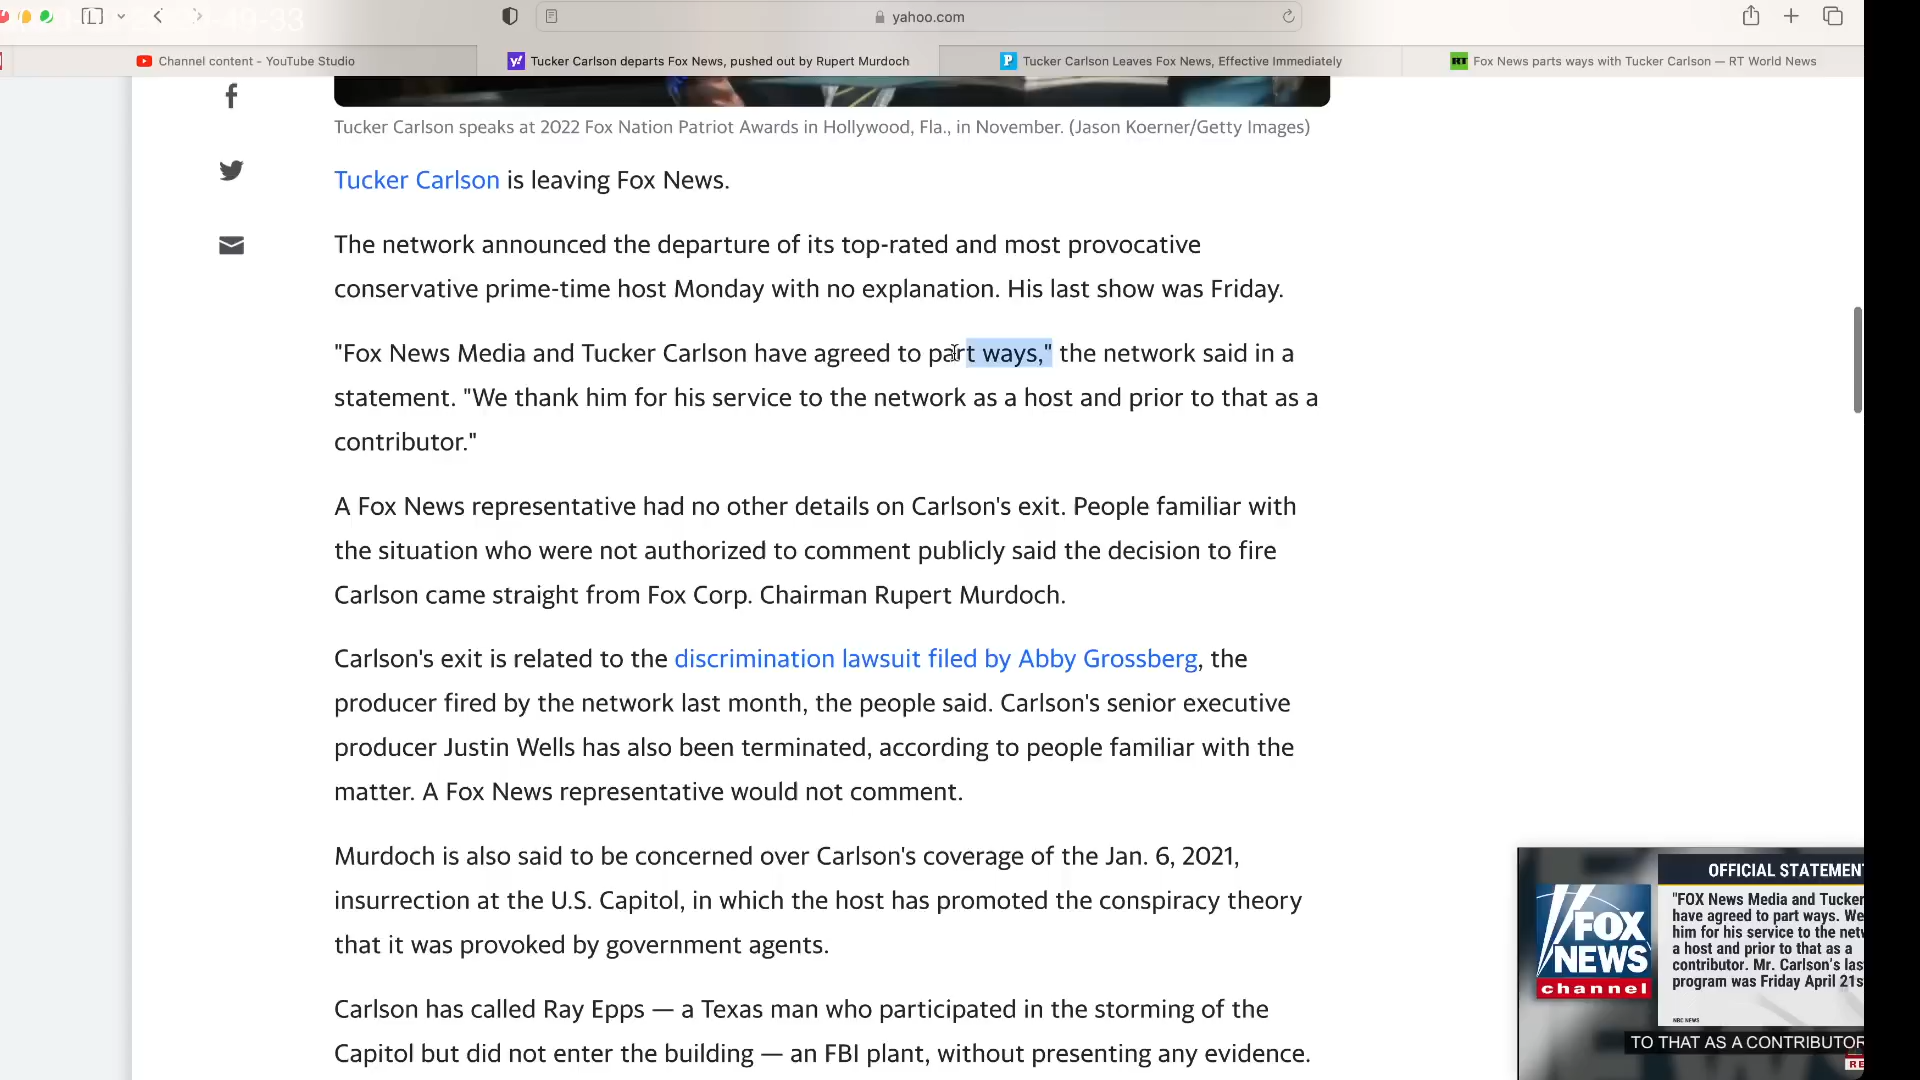 yahoo.com
Channel content - YouTube Studio
Tucker Carlson departs Fox News, pushed out by Rupert Murdoch
Tucker Carlson Leaves Fox News, Effective Immediately
RT Fox News parts ways with Tucker Carlson — RT World News
Tucker Carlson speaks at 2022 Fox Nation Patriot Awards in Hollywood, Fla., in November. (Jason Koerner/Getty Images)
Tucker Carlson is leaving Fox News.
The network announced the departure of its top-rated and most provocative
conservative prime-time host Monday with no explanation. His last show was Friday.
"Fox News Media and Tucker Carlson have agreed to part ways," the network said in a
statement. "We thank him for his service to the network as a host and prior to that as a
contributor."
A Fox News representative had no other details on Carlson's exit. People familiar with
the situation who were not authorized to comment publicly said the decision to fire
Carlson came straight from Fox Corp. Chairman Rupert Murdoch.
Carlson's exit is related to the discrimination lawsuit filed by Abby Grossberg, the
producer fired by the network last month, the people said. Carlson's senior executive
producer Justin Wells has also been terminated, according to people familiar with the
matter. A Fox News representative would not comment.
Murdoch is also said to be concerned over Carlson's coverage of the Jan. 6, 2021,
insurrection at the U.S. Capitol, in which the host has promoted the conspiracy theory
that it was provoked by government agents.
Carlson has called Ray Epps — a Texas man who participated in the storming of the
Capitol but did not enter the building — an FBI plant, without presenting any evidence.
OFFICIAL STATEMENT
FOX
NEWS
channel
"FOX News Media and Tucker
have agreed to part ways. We
him for his service to the net
a host and prior to that as a
contributor. Mr. Carlson's las
program was Friday April 21s
NBC NEWS
TO THAT AS A CONTRIBUTOR